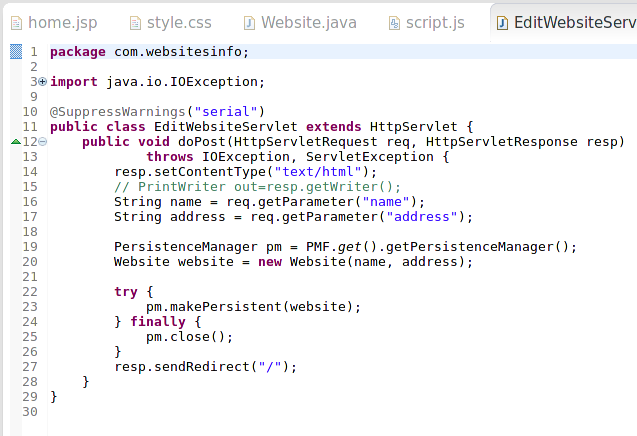 home.jsp style.css Website.java script.js EditWebsiteServ
1 package com.websitesinfo;
2
3 import java.io.IOException;
9
10 @SuppressWarnings("serial")
11 public class EditWebsiteServlet extends HttpServlet {
12     public void doPost(HttpServletRequest req, HttpServletResponse resp)
13             throws IOException, ServletException {
14         resp.setContentType("text/html");
15         // PrintWriter out=resp.getWriter();
16         String name = req.getParameter("name");
17         String address = req.getParameter("address");
18
19         PersistenceManager pm = PMF.get().getPersistenceManager();
20         Website website = new Website(name, address);
21
22         try {
23             pm.makePersistent(website);
24         } finally {
25             pm.close();
26         }
27         resp.sendRedirect("/");
28     }
29 }
30